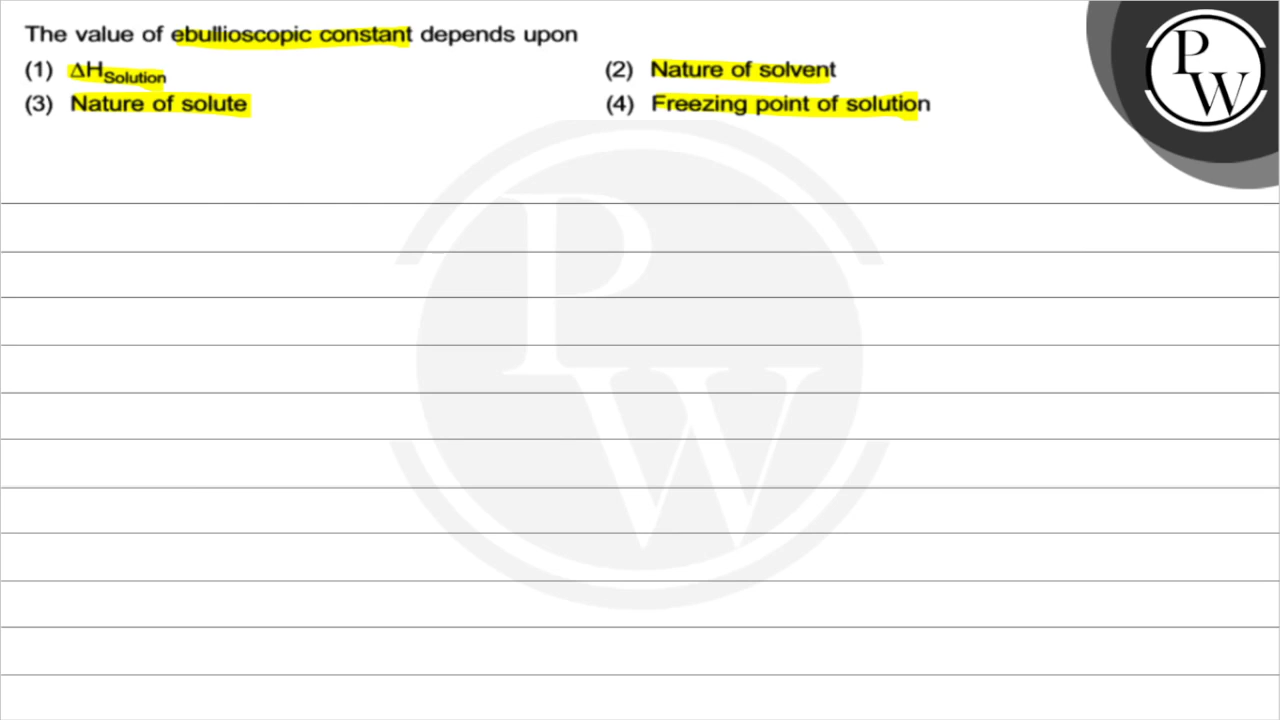 The value of ebullioscopic constant depends upon
(1) ΔH_Solution (2) Nature of solvent
(3) Nature of solute (4) Freezing point of solution
P
W
P
W